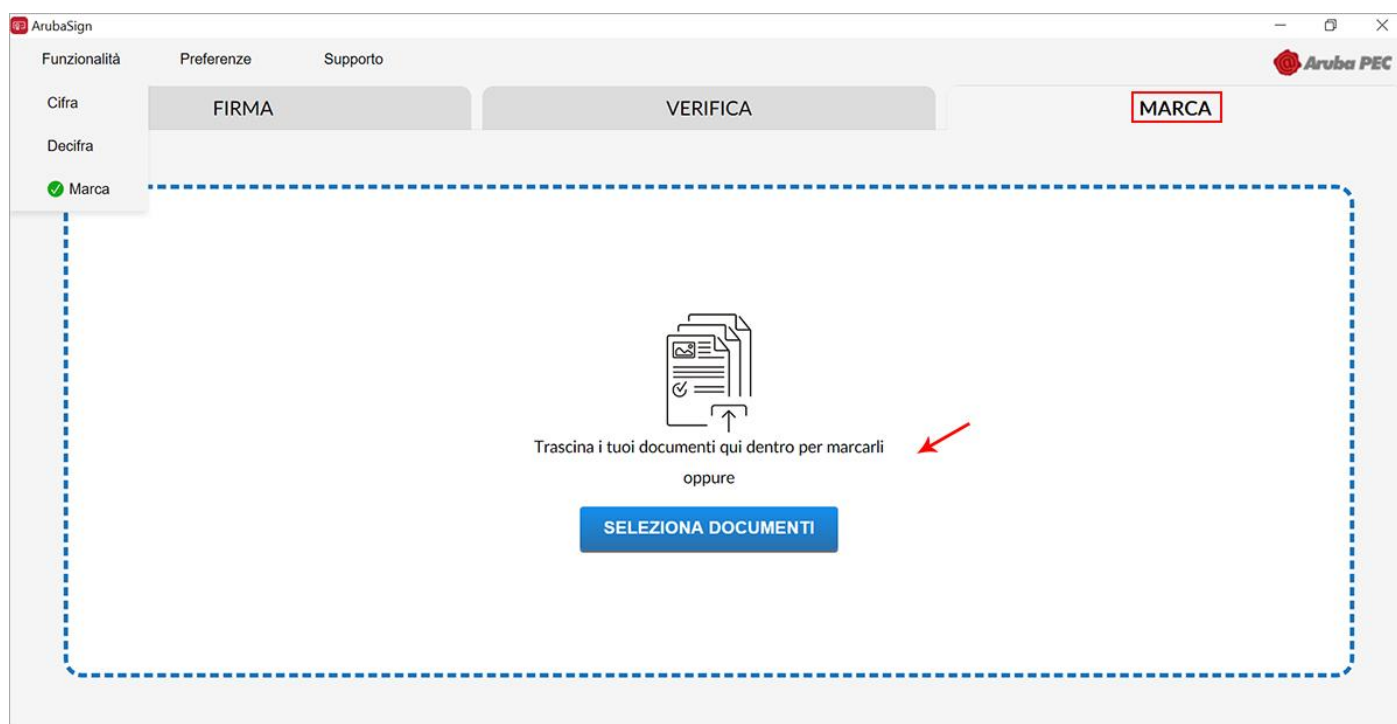 ArubaSign
Funzionalità Preferenze Supporto
Aruba PEC
Cifra
Decifra
Marca
FIRMA VERIFICA MARCA
Trascina i tuoi documenti qui dentro per marcarli
oppure
SELEZIONA DOCUMENTI